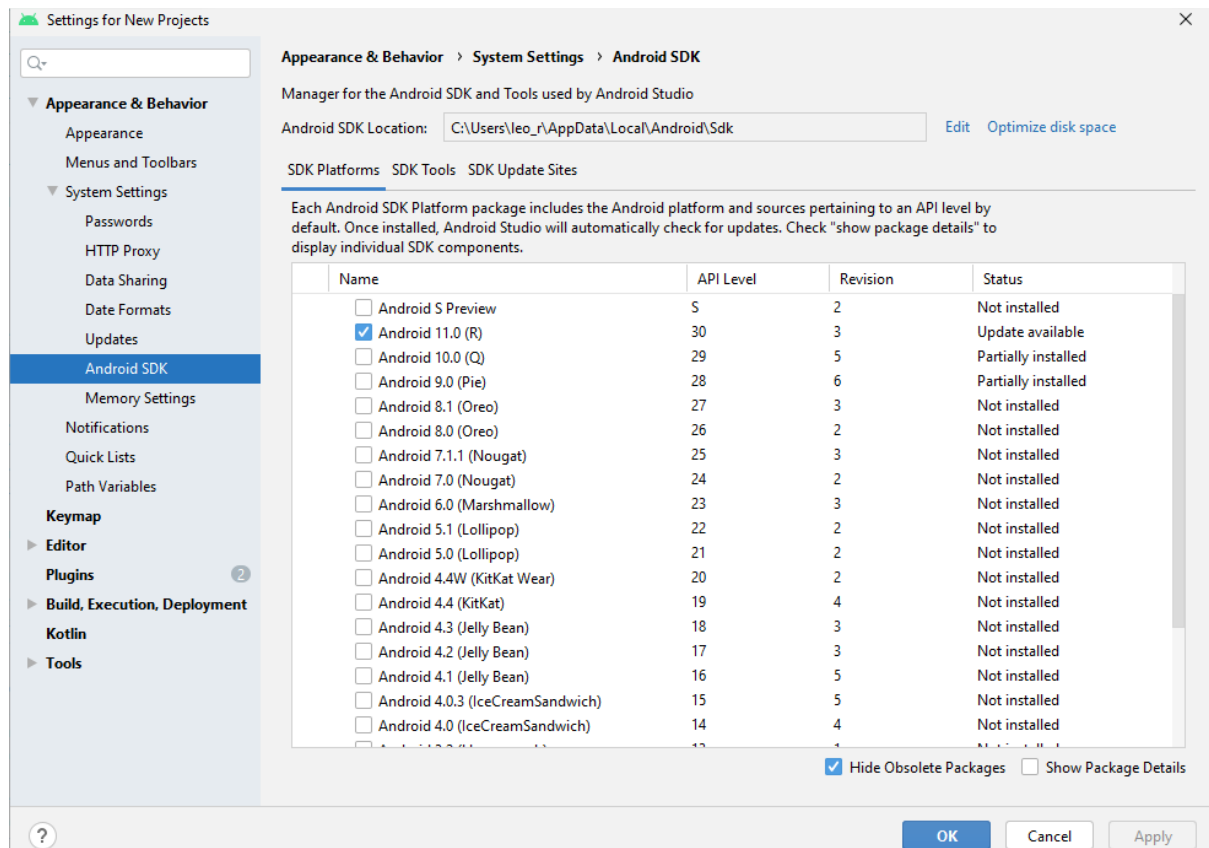 Settings for New Projects
Appearance & Behavior
Appearance
Menus and Toolbars
System Settings
Passwords
HTTP Proxy
Data Sharing
Date Formats
Updates
Android SDK
Memory Settings
Notifications
Quick Lists
Path Variables
Keymap
Editor
Plugins 2
Build, Execution, Deployment
Kotlin
Tools
Appearance & Behavior > System Settings > Android SDK
Manager for the Android SDK and Tools used by Android Studio
Android SDK Location: C:\Users\leo_r\AppData\Local\Android\Sdk Edit Optimize disk space
SDK Platforms SDK Tools SDK Update Sites
Each Android SDK Platform package includes the Android platform and sources pertaining to an API level by
default. Once installed, Android Studio will automatically check for updates. Check "show package details" to
display individual SDK components.
Name API Level Revision Status
Android S Preview S 2 Not installed
Android 11.0 (R) 30 3 Update available
Android 10.0 (Q) 29 5 Partially installed
Android 9.0 (Pie) 28 6 Partially installed
Android 8.1 (Oreo) 27 3 Not installed
Android 8.0 (Oreo) 26 2 Not installed
Android 7.1.1 (Nougat) 25 3 Not installed
Android 7.0 (Nougat) 24 2 Not installed
Android 6.0 (Marshmallow) 23 3 Not installed
Android 5.1 (Lollipop) 22 2 Not installed
Android 5.0 (Lollipop) 21 2 Not installed
Android 4.4W (KitKat Wear) 20 2 Not installed
Android 4.4 (KitKat) 19 4 Not installed
Android 4.3 (Jelly Bean) 18 3 Not installed
Android 4.2 (Jelly Bean) 17 3 Not installed
Android 4.1 (Jelly Bean) 16 5 Not installed
Android 4.0.3 (IceCreamSandwich) 15 5 Not installed
Android 4.0 (IceCreamSandwich) 14 4 Not installed
Hide Obsolete Packages Show Package Details
? OK Cancel Apply